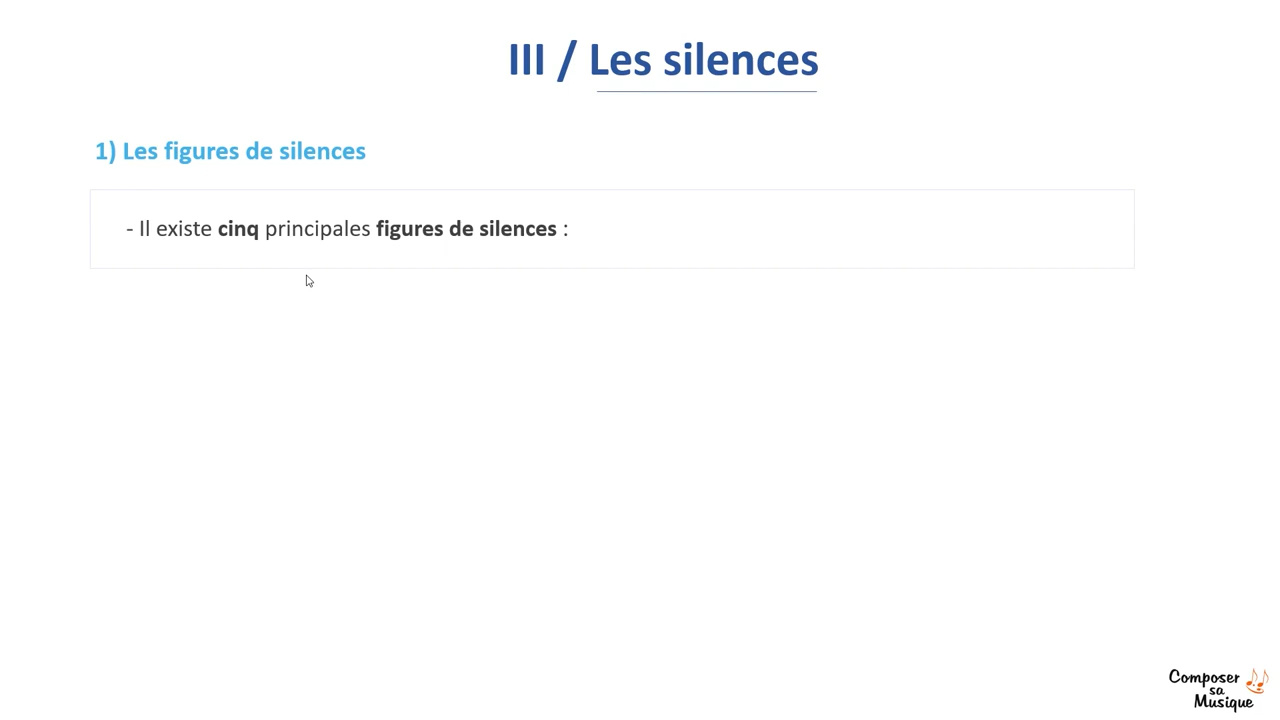 III / Les silences
1) Les figures de silences
- Il existe cinq principales figures de silences :
Composer
sa
Musique